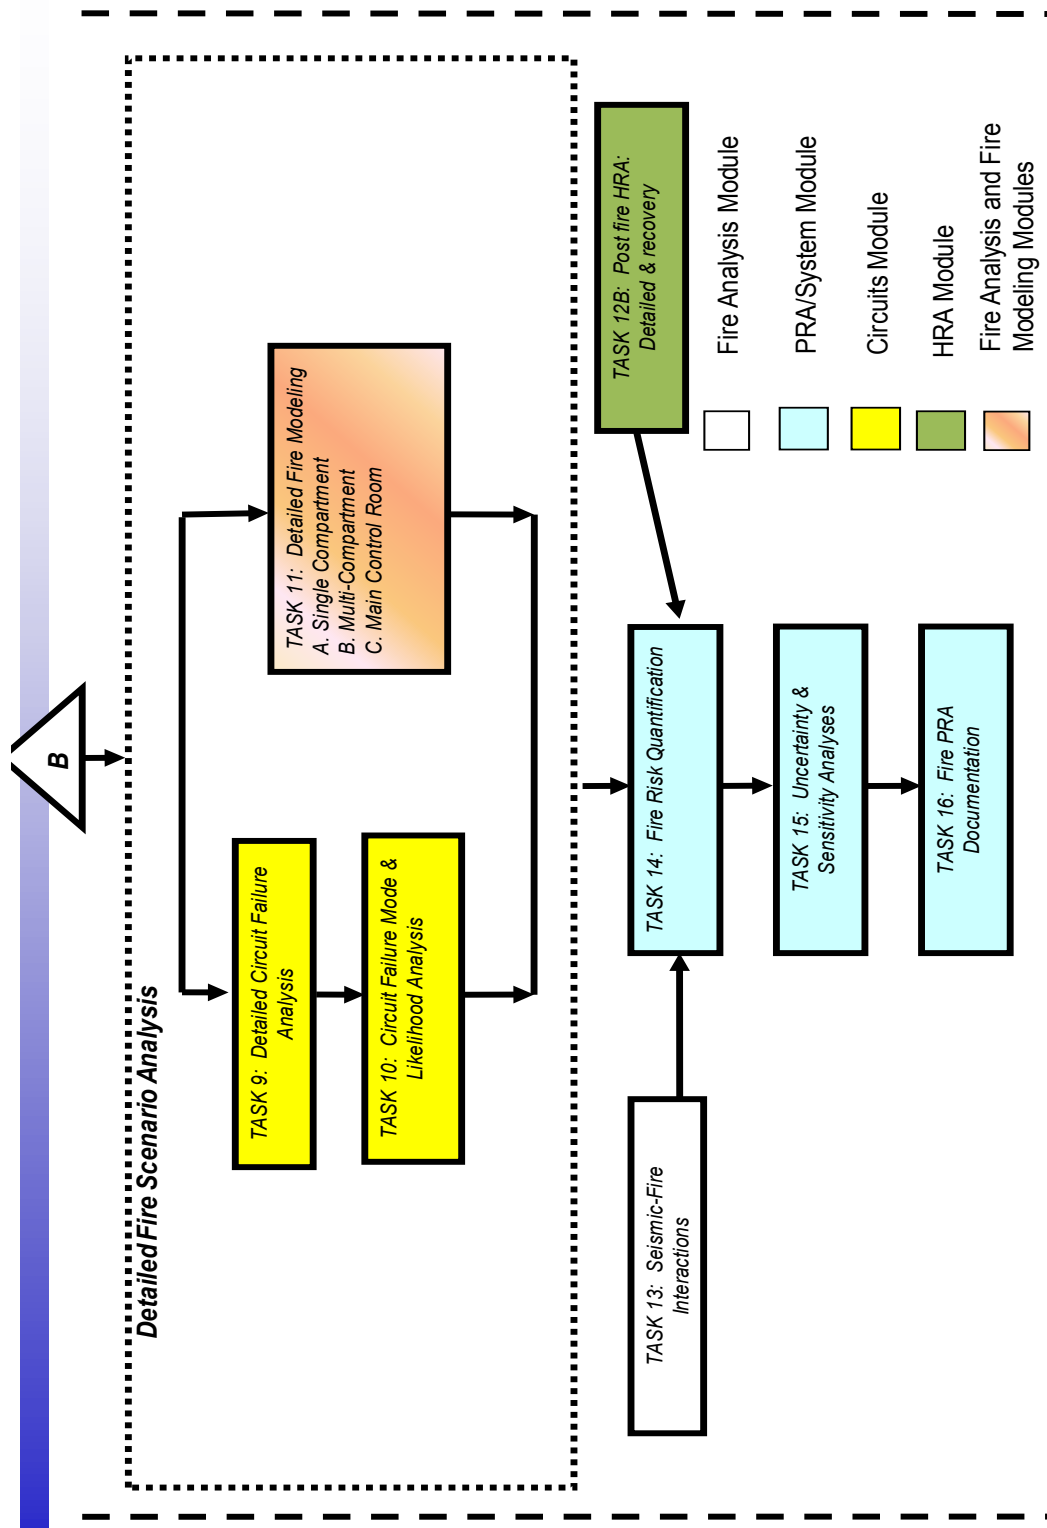 B
Detailed Fire Scenario Analysis
TASK 9: Detailed Circuit Failure
Analysis
TASK 10: Circuit Failure Mode &
Likelihood Analysis
TASK 11: Detailed Fire Modeling
A. Single Compartment
B. Multi-Compartment
C. Main Control Room
TASK 13: Seismic-Fire
Interactions
TASK 14: Fire Risk Quantification
TASK 12B: Post fire HRA:
Detailed & recovery
TASK 15: Uncertainty &
Sensitivity Analyses
TASK 16: Fire PRA
Documentation
Fire Analysis Module
PRA/System Module
Circuits Module
HRA Module
Fire Analysis and Fire
Modeling Modules